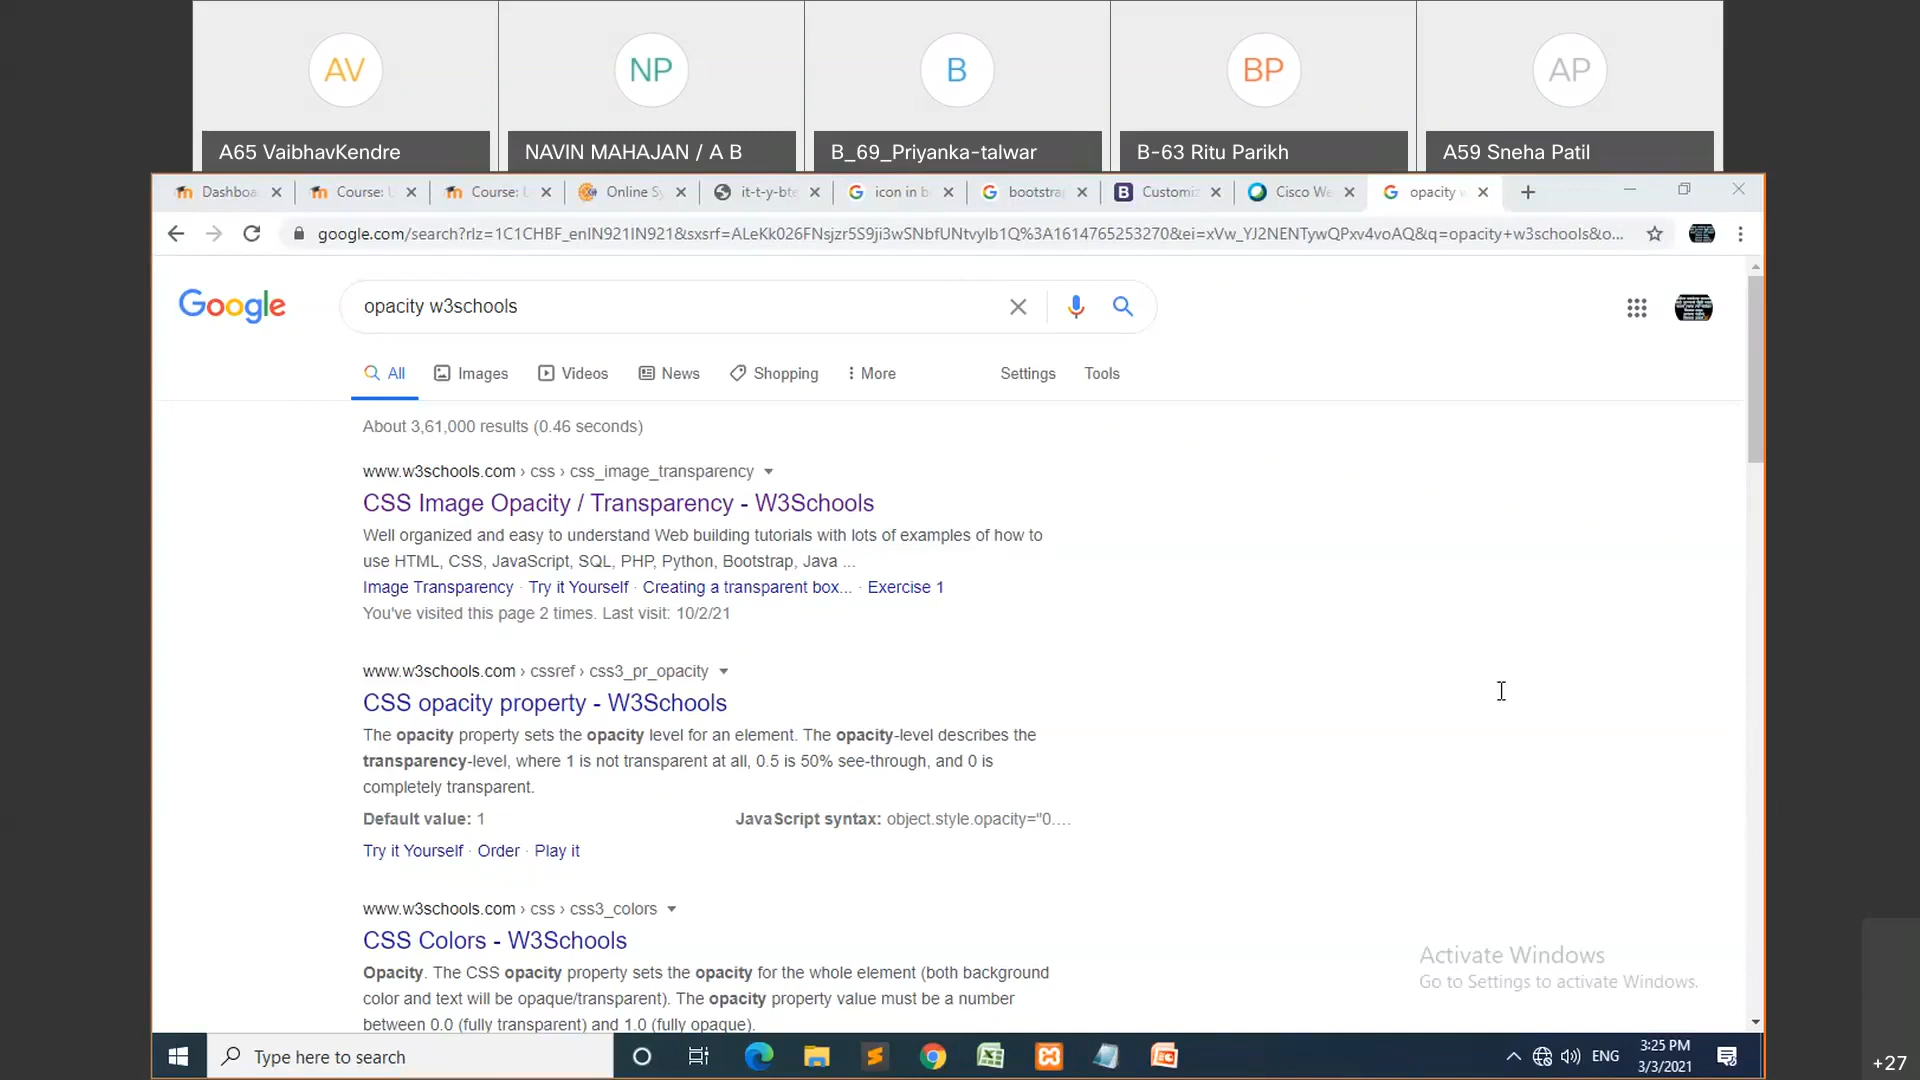 AV
NP
B
BP
AP
A65 VaibhavKendre
NAVIN MAHAJAN / A B
B_69_Priyanka-talwar
B-63 Ritu Parikh
A59 Sneha Patil
Dashboa
Course: U
Course: U
Online Sy
it-t-y-bte
icon in b
bootstra
Customiz
Cisco We
opacity w
google.com/search?rlz=1C1CHBF_enIN921IN921&sxsrf=ALeKk026FNsjzr5S9ji3wSNbfUNtvylb1Q%3A1614765253270&ei=xVw_YJ2NENTywQPxv4voAQ&q=opacity+w3schools&o...
Google
opacity w3schools
All
Images
Videos
News
Shopping
More
Settings
Tools
About 3,61,000 results (0.46 seconds)
www.w3schools.com › css › css_image_transparency
CSS Image Opacity / Transparency - W3Schools
Well organized and easy to understand Web building tutorials with lots of examples of how to
use HTML, CSS, JavaScript, SQL, PHP, Python, Bootstrap, Java ...
Image Transparency · Try it Yourself · Creating a transparent box... · Exercise 1
You've visited this page 2 times. Last visit: 10/2/21
www.w3schools.com › cssref › css3_pr_opacity
CSS opacity property - W3Schools
The opacity property sets the opacity level for an element. The opacity-level describes the
transparency-level, where 1 is not transparent at all, 0.5 is 50% see-through, and 0 is
completely transparent.
Default value: 1
JavaScript syntax: object.style.opacity="0....
Try it Yourself · Order · Play it
www.w3schools.com › css › css3_colors
CSS Colors - W3Schools
Opacity. The CSS opacity property sets the opacity for the whole element (both background
color and text will be opaque/transparent). The opacity property value must be a number
between 0.0 (fully transparent) and 1.0 (fully opaque).
Activate Windows
Go to Settings to activate Windows.
Type here to search
ENG
3:25 PM
3/3/2021
+27